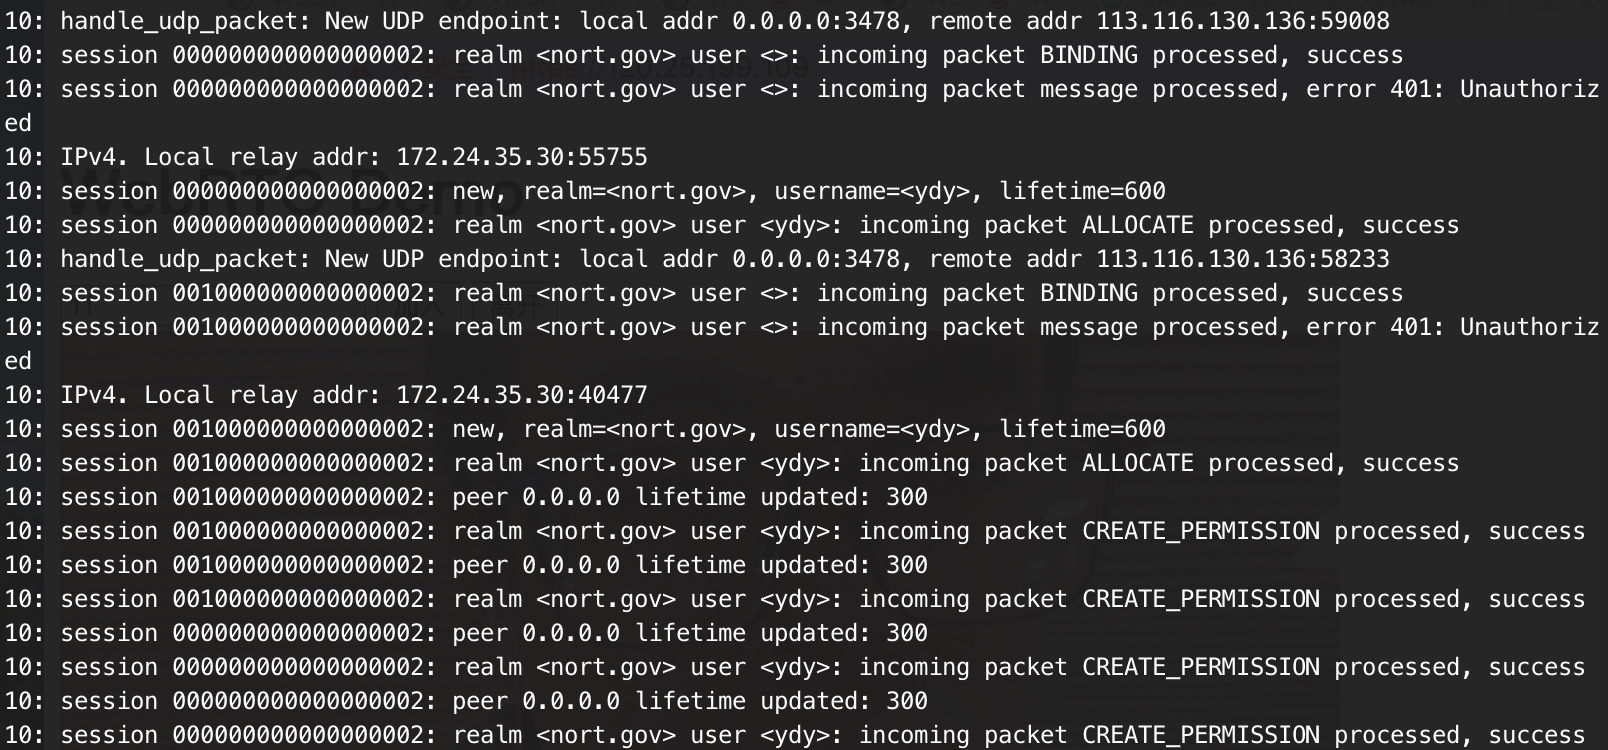 10: handle_udp_packet: New UDP endpoint: local addr 0.0.0.0:3478, remote addr 113.116.130.136:59008
10: session 000000000000000002: realm <nort.gov> user <>: incoming packet BINDING processed, success
10: session 000000000000000002: realm <nort.gov> user <>: incoming packet message processed, error 401: Unauthoriz
ed
10: IPv4. Local relay addr: 172.24.35.30:55755
10: session 000000000000000002: new, realm=<nort.gov>, username=<ydy>, lifetime=600
10: session 000000000000000002: realm <nort.gov> user <ydy>: incoming packet ALLOCATE processed, success
10: handle_udp_packet: New UDP endpoint: local addr 0.0.0.0:3478, remote addr 113.116.130.136:58233
10: session 001000000000000002: realm <nort.gov> user <>: incoming packet BINDING processed, success
10: session 001000000000000002: realm <nort.gov> user <>: incoming packet message processed, error 401: Unauthoriz
ed
10: IPv4. Local relay addr: 172.24.35.30:40477
10: session 001000000000000002: new, realm=<nort.gov>, username=<ydy>, lifetime=600
10: session 001000000000000002: realm <nort.gov> user <ydy>: incoming packet ALLOCATE processed, success
10: session 001000000000000002: peer 0.0.0.0 lifetime updated: 300
10: session 001000000000000002: realm <nort.gov> user <ydy>: incoming packet CREATE_PERMISSION processed, success
10: session 001000000000000002: peer 0.0.0.0 lifetime updated: 300
10: session 001000000000000002: realm <nort.gov> user <ydy>: incoming packet CREATE_PERMISSION processed, success
10: session 000000000000000002: peer 0.0.0.0 lifetime updated: 300
10: session 000000000000000002: realm <nort.gov> user <ydy>: incoming packet CREATE_PERMISSION processed, success
10: session 000000000000000002: peer 0.0.0.0 lifetime updated: 300
10: session 000000000000000002: realm <nort.gov> user <ydy>: incoming packet CREATE_PERMISSION processed, success